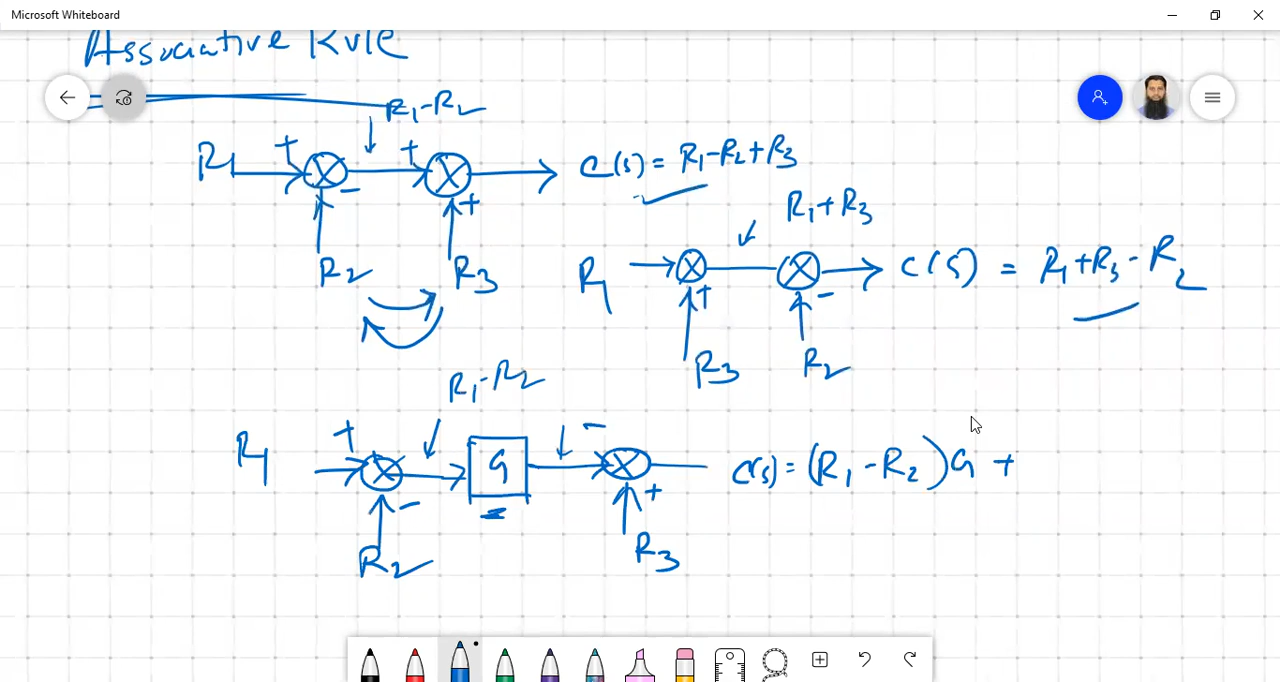 Microsoft Whiteboard
Associative Rule
R1-R2
R1 + - + + C(s) = R1-R2+R3
R2 R3
R1+R3
R1 + - C(S) = R1+R3-R2
R3 R2
R1-R2
R1 + - G - + C(s) = (R1-R2)G +
R2 R3